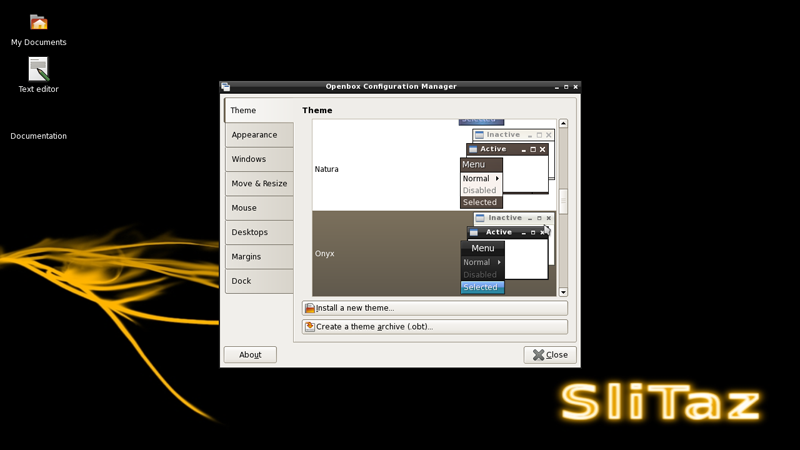 My Documents
Text editor
Documentation
Openbox Configuration Manager
Theme
Appearance
Windows
Move & Resize
Mouse
Desktops
Margins
Dock
Theme
Inactive
Active
Natura
Menu
Normal
Disabled
Selected
Inactive
Active
Onyx
Menu
Normal
Disabled
Selected
Install a new theme...
Create a theme archive (.obt)...
About
Close
SliTaz